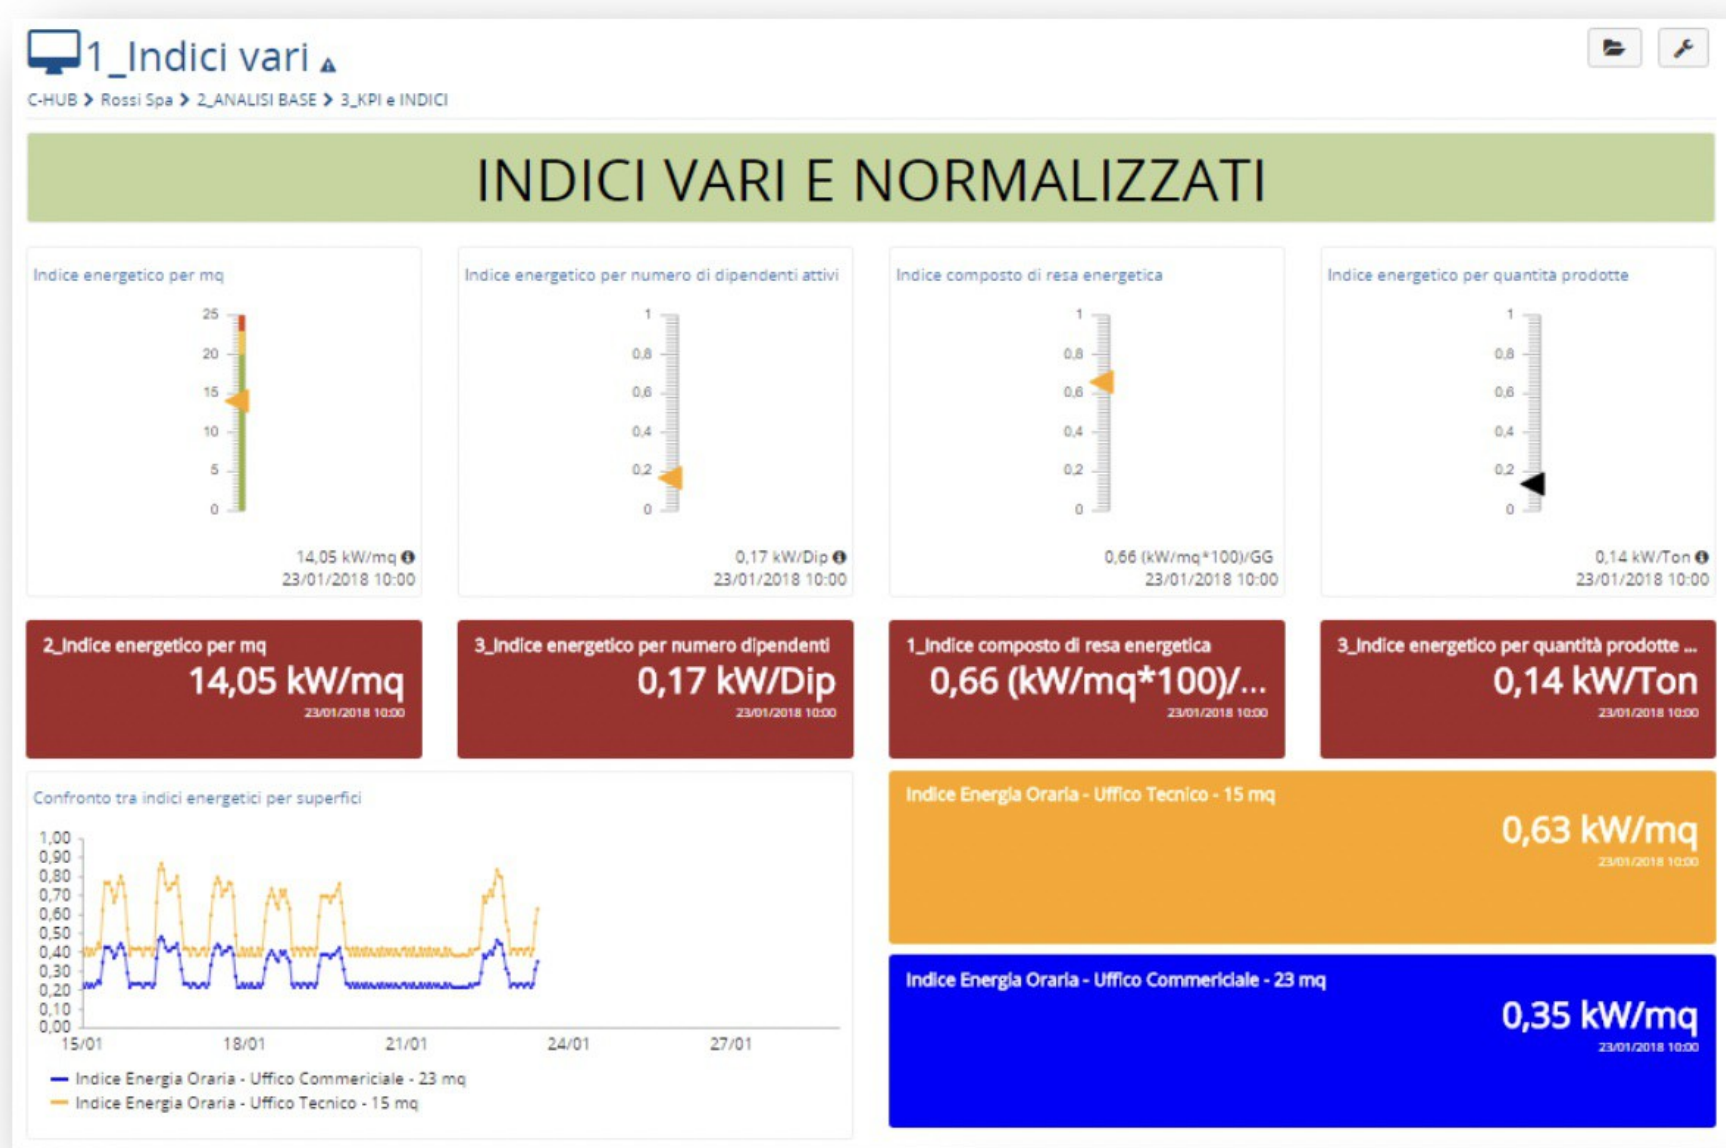 1_Indici vari
C-HUB > Rossi Spa > 2_ANALISI BASE > 3_KPI e INDICI
INDICI VARI E NORMALIZZATI
Indice energetico per mq
25
20
15
10
5
0
14,05 kW/mq
23/01/2018 10:00
Indice energetico per numero di dipendenti attivi
1
0,8
0,6
0,4
0,2
0
0,17 kW/Dip
23/01/2018 10:00
Indice composto di resa energetica
1
0,8
0,6
0,4
0,2
0
0,66 (kW/mq*100)/GG
23/01/2018 10:00
Indice energetico per quantità prodotte
1
0,8
0,6
0,4
0,2
0
0,14 kW/Ton
23/01/2018 10:00
2_Indice energetico per mq
14,05 kW/mq
23/01/2018 10:00
3_Indice energetico per numero dipendenti
0,17 kW/Dip
23/01/2018 10:00
1_Indice composto di resa energetica
0,66 (kW/mq*100)/...
23/01/2018 10:00
3_Indice energetico per quantità prodotte ...
0,14 kW/Ton
23/01/2018 10:00
Confronto tra indici energetici per superfici
1,00
0,90
0,80
0,70
0,60
0,50
0,40
0,30
0,20
0,10
0,00
15/01 18/01 21/01 24/01 27/01
Indice Energia Oraria - Uffico Commericiale - 23 mq
Indice Energia Oraria - Uffico Tecnico - 15 mq
Indice Energia Oraria - Uffico Tecnico - 15 mq
0,63 kW/mq
23/01/2018 10:00
Indice Energia Oraria - Uffico Commericiale - 23 mq
0,35 kW/mq
23/01/2018 10:00